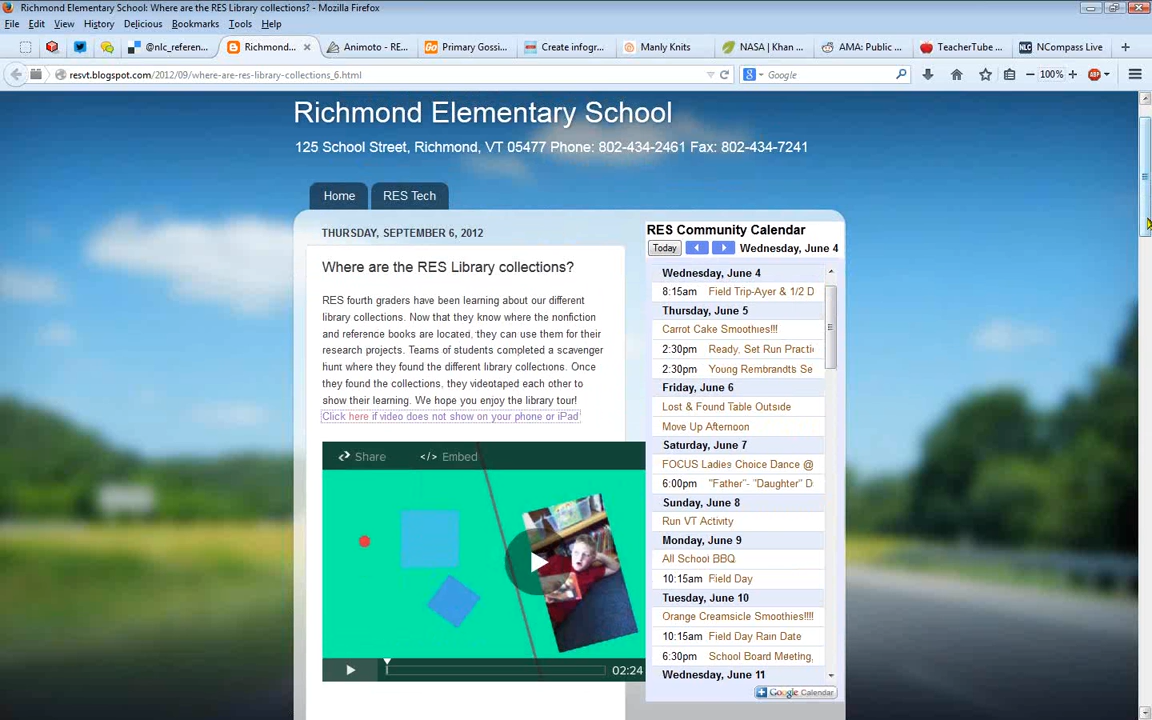 Richmond Elementary School: Where are the RES Library collections? - Mozilla Firefox
File Edit View History Delicious Bookmarks Tools Help
@nlc_referen... Richmond... Animoto - RE... Primary Gossi... Create infogr... Manly Knits NASA | Khan ... AMA: Public ... TeacherTube ... NCompass Live
resvt.blogspot.com/2012/09/where-are-res-library-collections_6.html Google 100% ABP
Richmond Elementary School
125 School Street, Richmond, VT 05477 Phone: 802-434-2461 Fax: 802-434-7241
Home RES Tech
THURSDAY, SEPTEMBER 6, 2012
Where are the RES Library collections?
RES fourth graders have been learning about our different
library collections. Now that they know where the nonfiction
and reference books are located, they can use them for their
research projects. Teams of students completed a scavenger
hunt where they found the different library collections. Once
they found the collections, they videotaped each other to
show their learning. We hope you enjoy the library tour!
Click here if video does not show on your phone or iPad
Share </> Embed
02:24
RES Community Calendar
Today Wednesday, June 4
Wednesday, June 4
8:15am Field Trip-Ayer & 1/2 D
Thursday, June 5
Carrot Cake Smoothies!!!
2:30pm Ready, Set Run Practi
2:30pm Young Rembrandts Se
Friday, June 6
Lost & Found Table Outside
Move Up Afternoon
Saturday, June 7
FOCUS Ladies Choice Dance @
6:00pm "Father"- "Daughter" D
Sunday, June 8
Run VT Activity
Monday, June 9
All School BBQ
10:15am Field Day
Tuesday, June 10
Orange Creamsicle Smoothies!!!!
10:15am Field Day Rain Date
6:30pm School Board Meeting,
Wednesday, June 11
Google Calendar